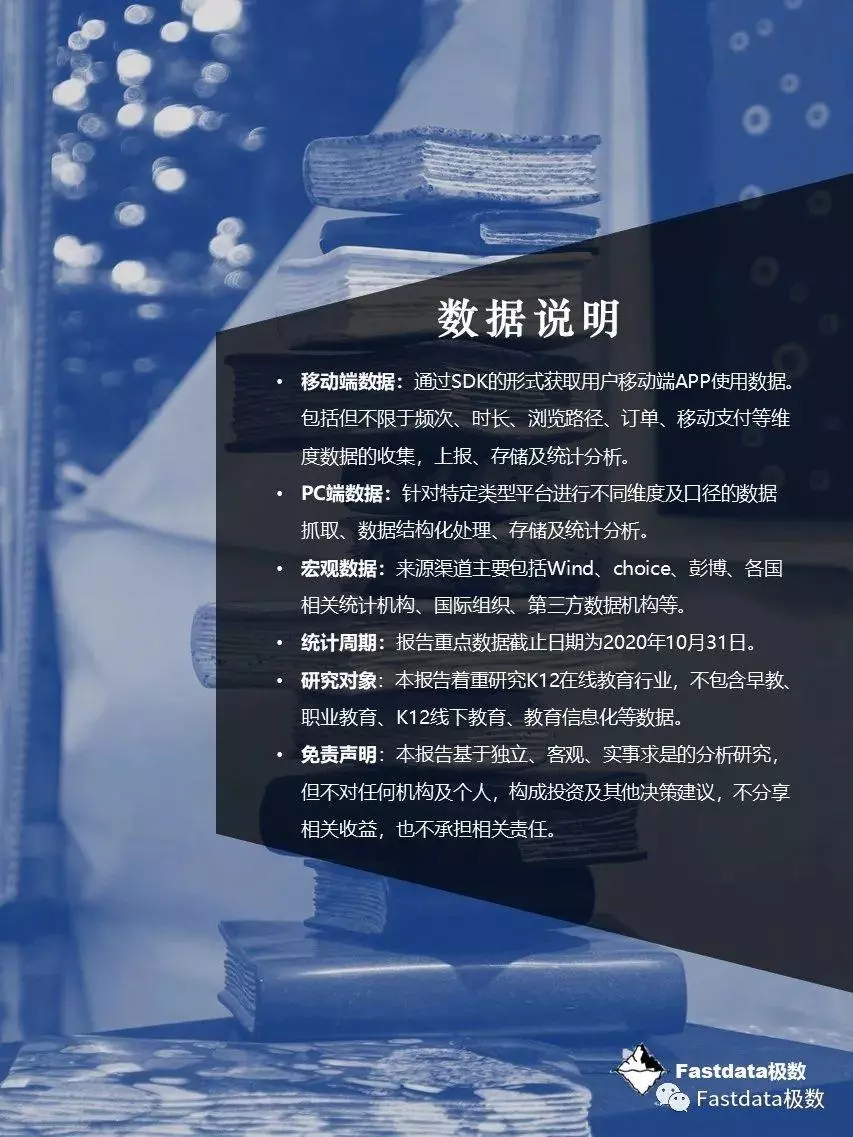 数据说明
• 移动端数据：通过SDK的形式获取用户移动端APP使用数据。
包括但不限于频次、时长、浏览路径、订单、移动支付等维
度数据的收集，上报、存储及统计分析。
• PC端数据：针对特定类型平台进行不同维度及口径的数据
抓取、数据结构化处理、存储及统计分析。
• 宏观数据：来源渠道主要包括Wind、choice、彭博、各国
相关统计机构、国际组织、第三方数据机构等。
• 统计周期：报告重点数据截止日期为2020年10月31日。
• 研究对象：本报告着重研究K12在线教育行业，不包含早教、
职业教育、K12线下教育、教育信息化等数据。
• 免责声明：本报告基于独立、客观、实事求是的分析研究，
但不对任何机构及个人，构成投资及其他决策建议，不分享
相关收益，也不承担相关责任。
Fastdata极数
Fastdata极数